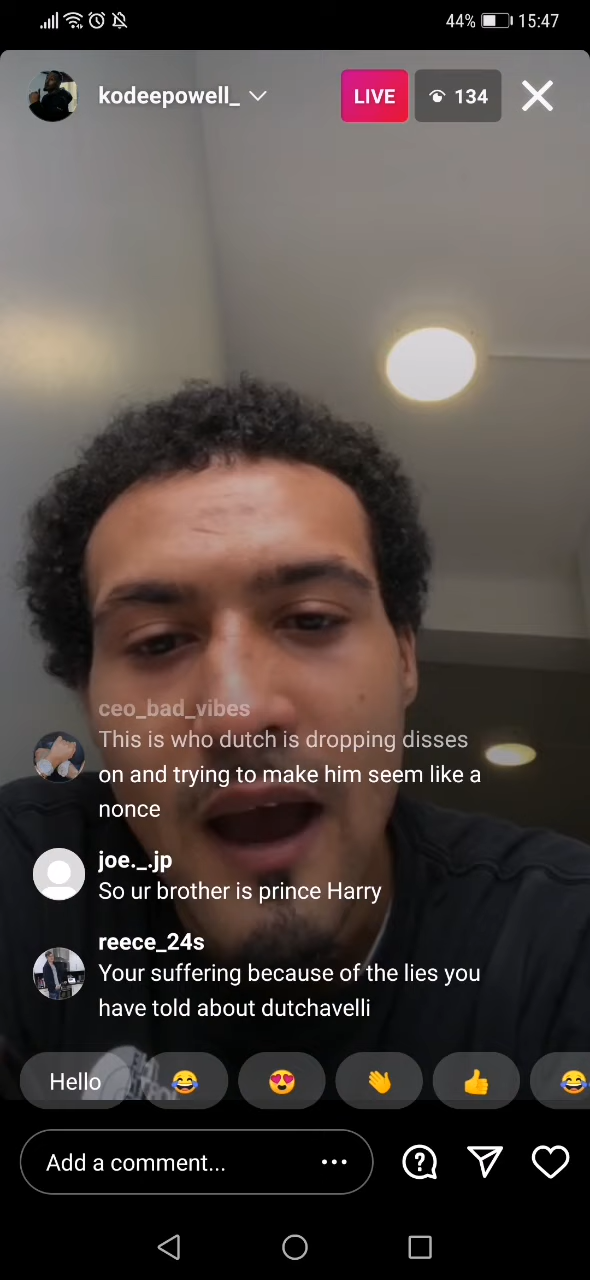 44% 15:47
kodeepowell_ LIVE 134
ceo_bad_vibes
This is who dutch is dropping disses
on and trying to make him seem like a
nonce
joe._.jp
So ur brother is prince Harry
reece_24s
Your suffering because of the lies you
have told about dutchavelli
Hello
Add a comment...